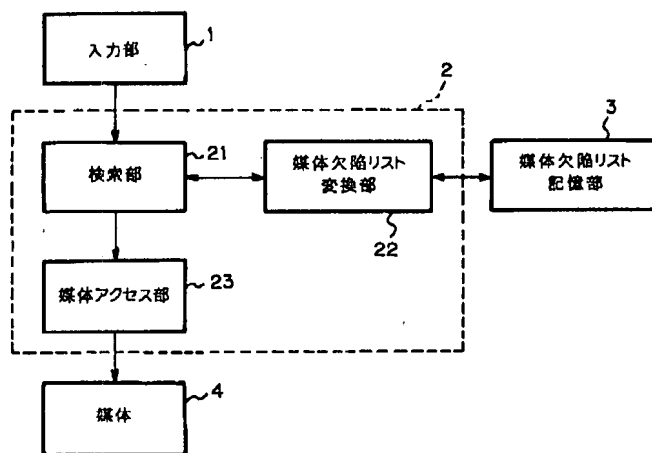 1
入力部
2
21
検索部
媒体欠陥リスト
変換部
22
3
媒体欠陥リスト
記憶部
23
媒体アクセス部
4
媒体